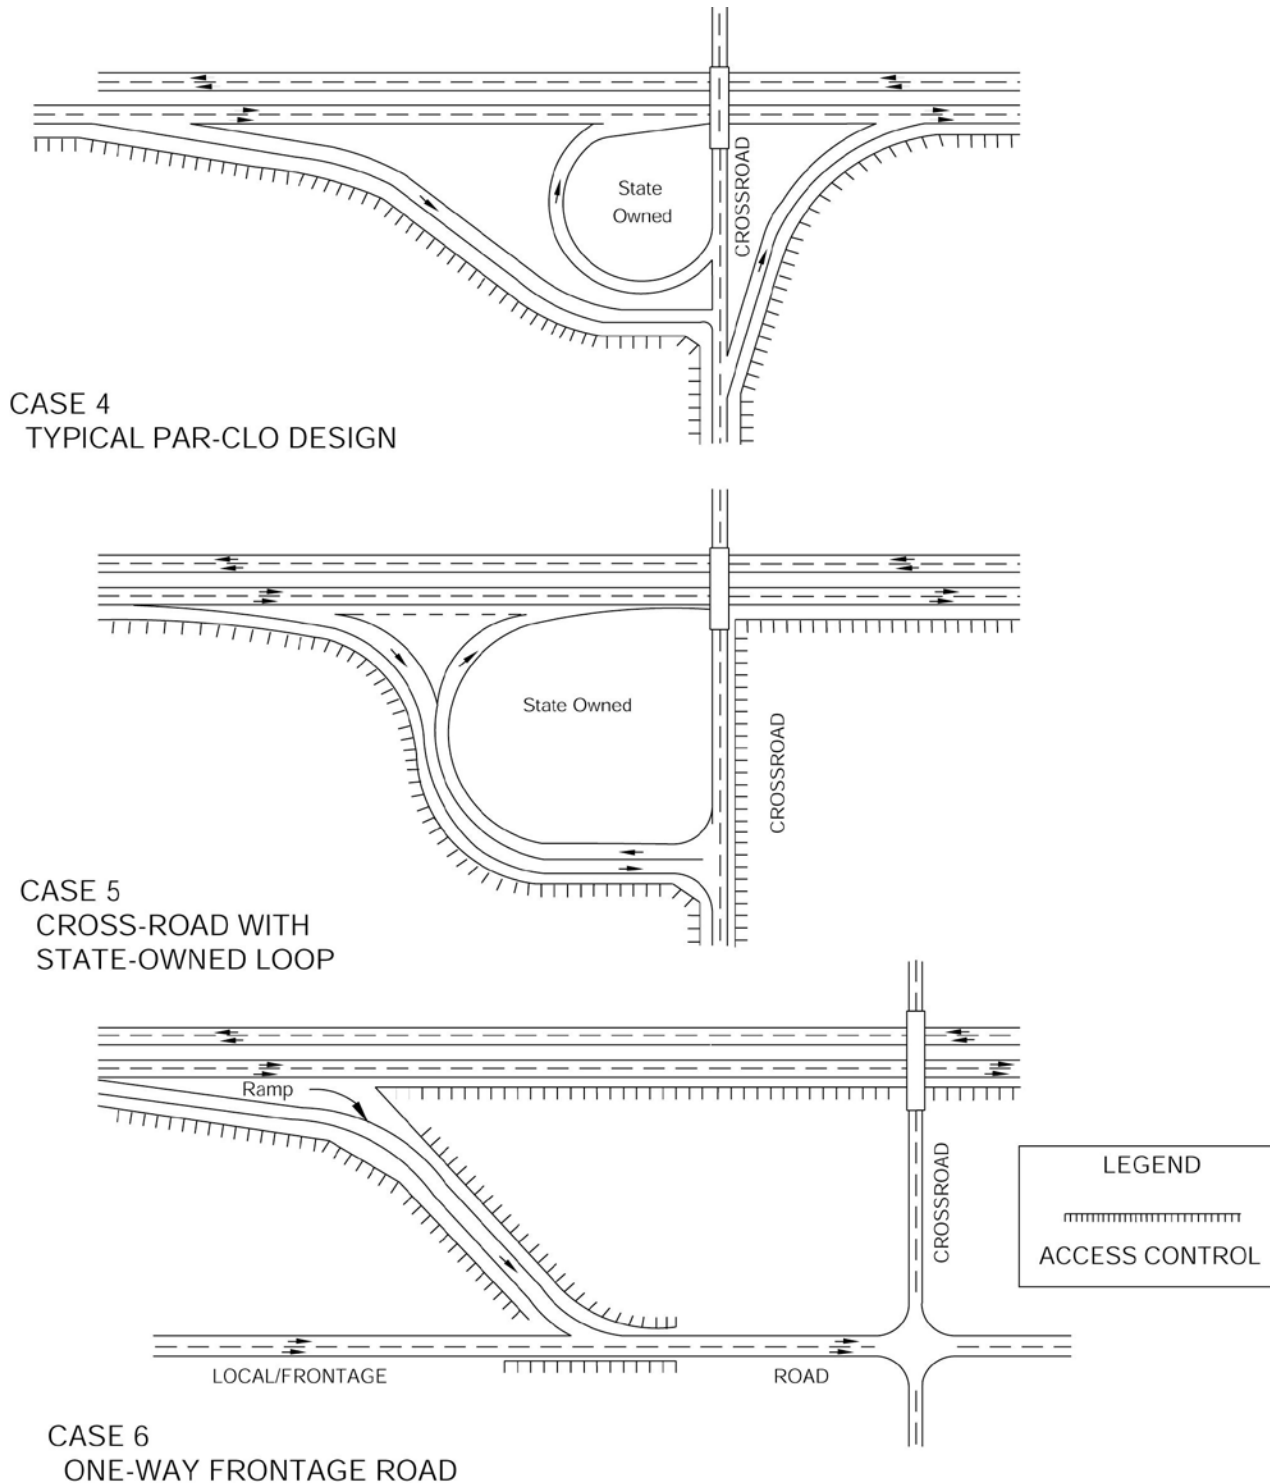 State
Owned
CROSSROAD
CASE 4
TYPICAL PAR-CLO DESIGN
State Owned
CROSSROAD
CASE 5
CROSS-ROAD WITH
STATE-OWNED LOOP
Ramp
CROSSROAD
LEGEND
ACCESS CONTROL
LOCAL/FRONTAGE ROAD
CASE 6
ONE-WAY FRONTAGE ROAD